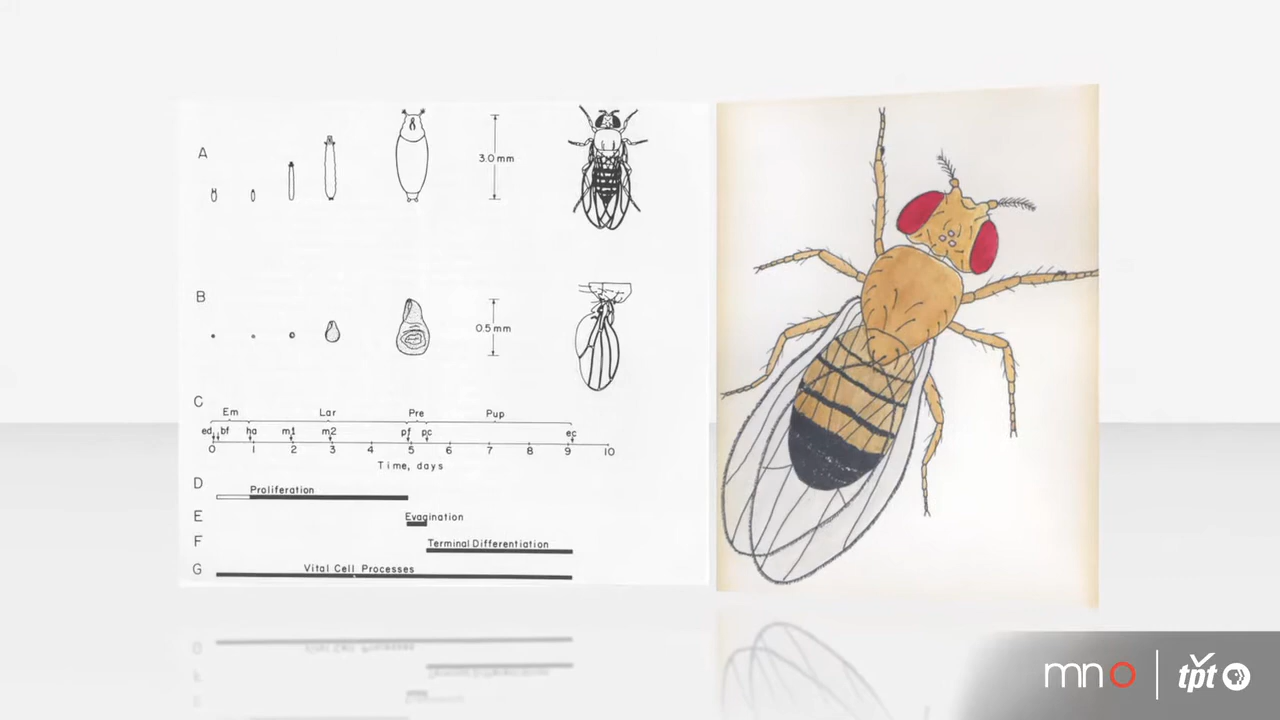 A
3.0 mm
B
0.5 mm
C
Em Lar Pre Pup
ed bf ha m1 m2 pf pc ec
0 1 2 3 4 5 6 7 8 9 10
Time, days
D Proliferation
E Evagination
F Terminal Differentiation
G Vital Cell Processes
mn
tpt